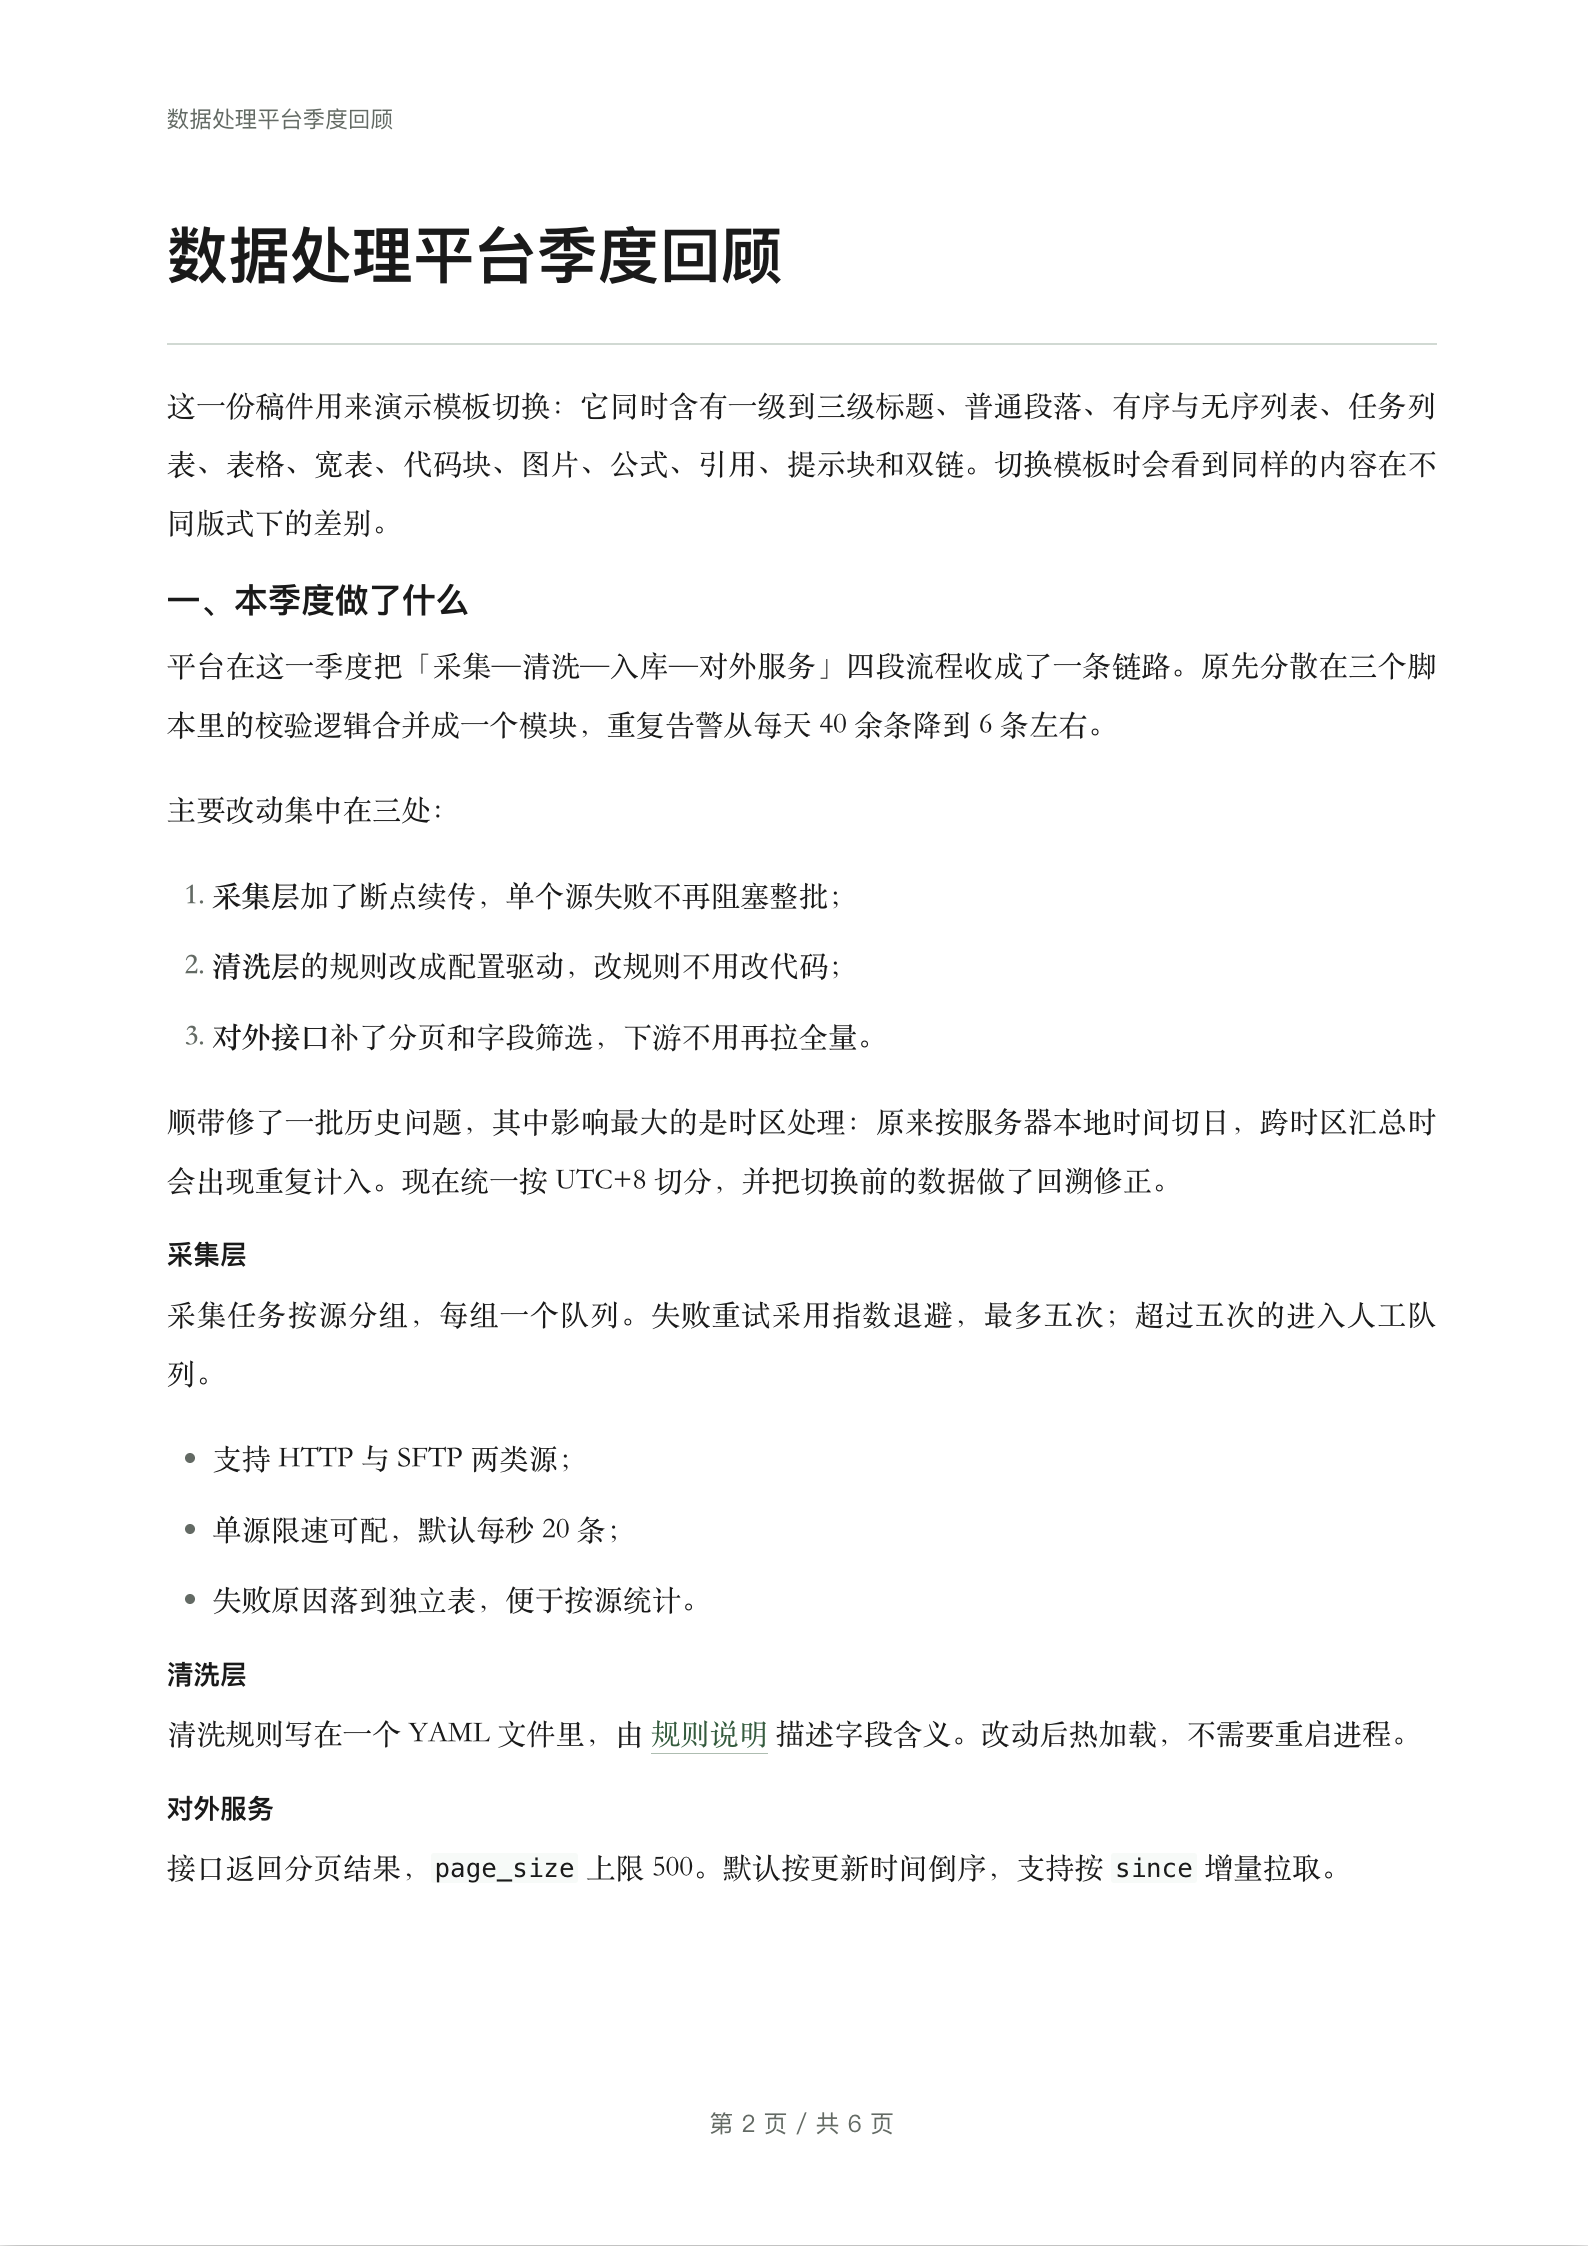 数据处理平台季度回顾
数据处理平台季度回顾
这一份稿件用来演示模板切换：它同时含有一级到三级标题、普通段落、有序与无序列表、任务列
表、表格、宽表、代码块、图片、公式、引用、提示块和双链。切换模板时会看到同样的内容在不
同版式下的差别。
一、本季度做了什么
平台在这一季度把「采集—清洗—入库—对外服务」四段流程收成了一条链路。原先分散在三个脚
本里的校验逻辑合并成一个模块，重复告警从每天 40 余条降到 6 条左右。
主要改动集中在三处：
1. 采集层加了断点续传，单个源失败不再阻塞整批；
2. 清洗层的规则改成配置驱动，改规则不用改代码；
3. 对外接口补了分页和字段筛选，下游不用再拉全量。
顺带修了一批历史问题，其中影响最大的是时区处理：原来按服务器本地时间切日，跨时区汇总时
会出现重复计入。现在统一按 UTC+8 切分，并把切换前的数据做了回溯修正。
采集层
采集任务按源分组，每组一个队列。失败重试采用指数退避，最多五次；超过五次的进入人工队
列。
• 支持 HTTP 与 SFTP 两类源；
• 单源限速可配，默认每秒 20 条；
• 失败原因落到独立表，便于按源统计。
清洗层
清洗规则写在一个 YAML 文件里，由 规则说明 描述字段含义。改动后热加载，不需要重启进程。
对外服务
接口返回分页结果，page_size 上限 500。默认按更新时间倒序，支持按 since 增量拉取。
第 2 页 / 共 6 页